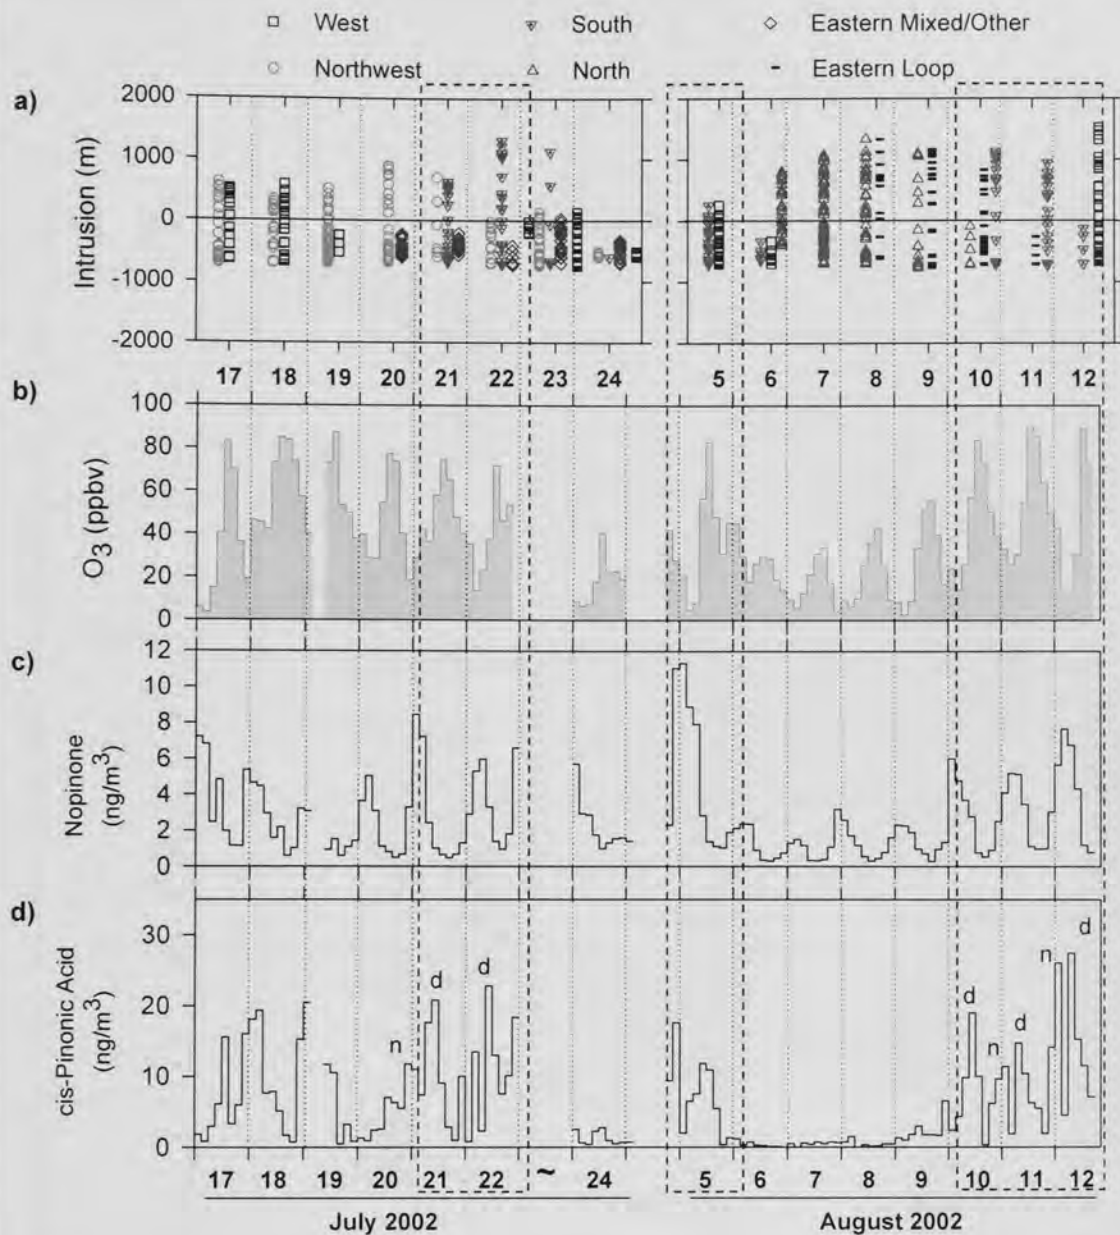 West South Eastern Mixed/Other
Northwest North Eastern Loop
a)
Intrusion (m)
2000
1000
0
-1000
-2000
17 18 19 20 21 22 23 24 5 6 7 8 9 10 11 12
b)
O3 (ppbv)
100
80
60
40
20
0
c)
Nopinone
(ng/m3)
12
10
8
6
4
2
0
d)
cis-Pinonic Acid
(ng/m3)
30
20
10
0
n d d d n d n d
17 18 19 20 21 22 ~ 24 5 6 7 8 9 10 11 12
July 2002 August 2002